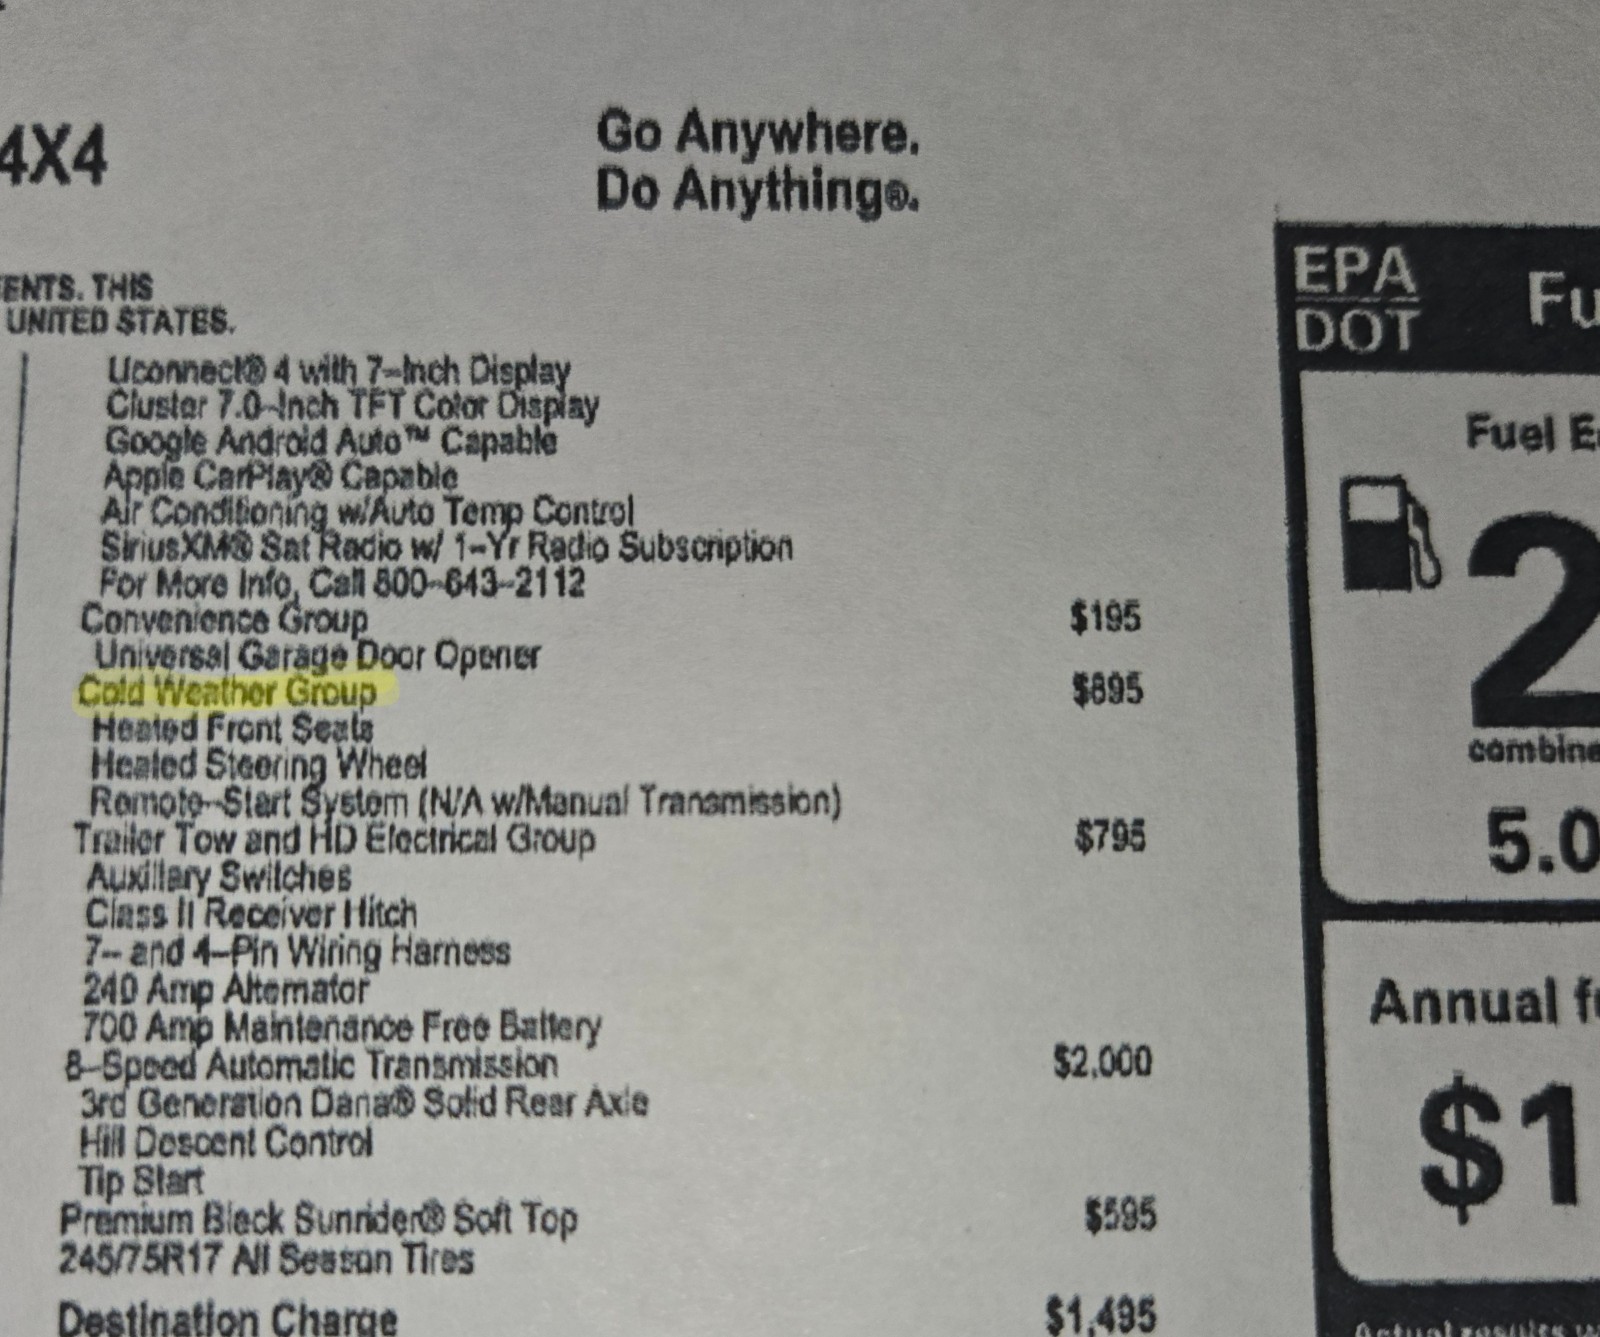 4X4
Go Anywhere.
Do Anything®.
ENTS. THIS
UNITED STATES.
Uconnect® 4 with 7-Inch Display
Cluster 7.0-Inch TFT Color Display
Google Android Auto™ Capable
Apple CarPlay® Capable
Air Conditioning w/Auto Temp Control
SiriusXM® Sat Radio w/ 1-Yr Radio Subscription
For More Info, Call 800-643-2112
Convenience Group $195
Universal Garage Door Opener
Cold Weather Group $895
Heated Front Seats
Heated Steering Wheel
Remote-Start System (N/A w/Manual Transmission)
Trailer Tow and HD Electrical Group $795
Auxiliary Switches
Class II Receiver Hitch
7- and 4-Pin Wiring Harness
240 Amp Alternator
700 Amp Maintenance Free Battery
8-Speed Automatic Transmission $2,000
3rd Generation Dana® Solid Rear Axle
Hill Descent Control
Tip Start
Premium Black Sunrider® Soft Top $595
245/75R17 All Season Tires
Destination Charge $1,495
EPA
DOT
Fu
Fuel E
2
combine
5.0
Annual f
$1
Actual results